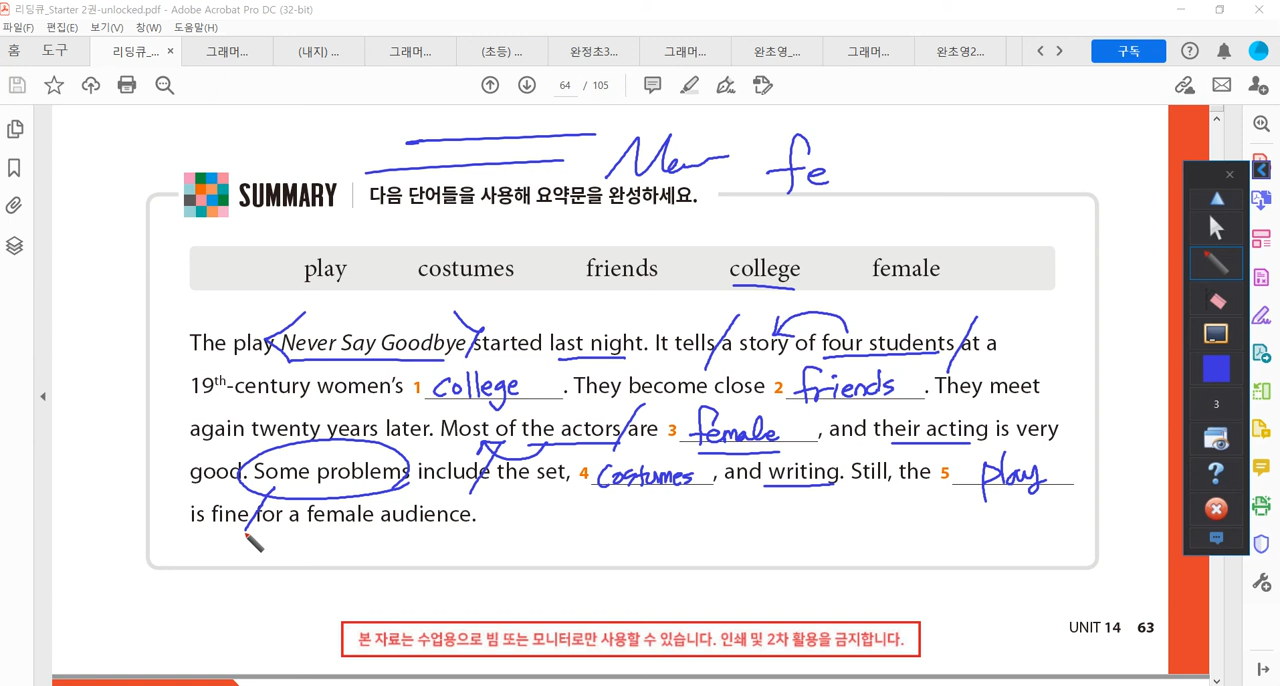 리딩큐_Starter 2권-unlocked.pdf - Adobe Acrobat Pro DC (32-bit)
파일(F) 편집(E) 보기(V) 창(W) 도움말(H)
홈 도구 리딩큐_... × 그래머... (내지) ... 그래머... (초등) ... 완정초3... 그래머... 완초영_... 그래머... 완초영2... 구독
64 / 105
fe
SUMMARY 다음 단어들을 사용해 요약문을 완성하세요.
play costumes friends college female
The play Never Say Goodbye started last night. It tells a story of four students at a
19th-century women's 1 college . They become close 2 friends . They meet
again twenty years later. Most of the actors are 3 female , and their acting is very
good. Some problems include the set, 4 costumes , and writing. Still, the 5 play
is fine for a female audience.
3
본 자료는 수업용으로 빔 또는 모니터로만 사용할 수 있습니다. 인쇄 및 2차 활용을 금지합니다.
UNIT 14 63